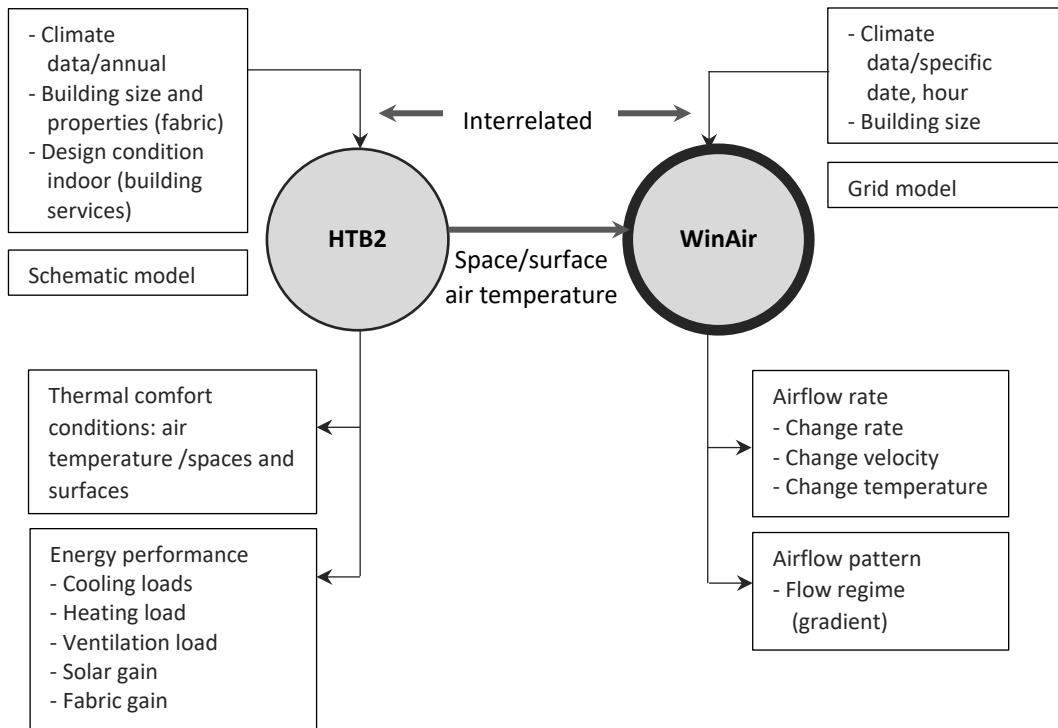 - Climate
data/annual
- Building size and
properties (fabric)
- Design condition
indoor (building
services)
Schematic model
Interrelated
- Climate
data/specific
date, hour
- Building size
Grid model
HTB2
Space/surface
air temperature
WinAir
Thermal comfort
conditions: air
temperature /spaces and
surfaces
Energy performance
- Cooling loads
- Heating load
- Ventilation load
- Solar gain
- Fabric gain
Airflow rate
- Change rate
- Change velocity
- Change temperature
Airflow pattern
- Flow regime
(gradient)